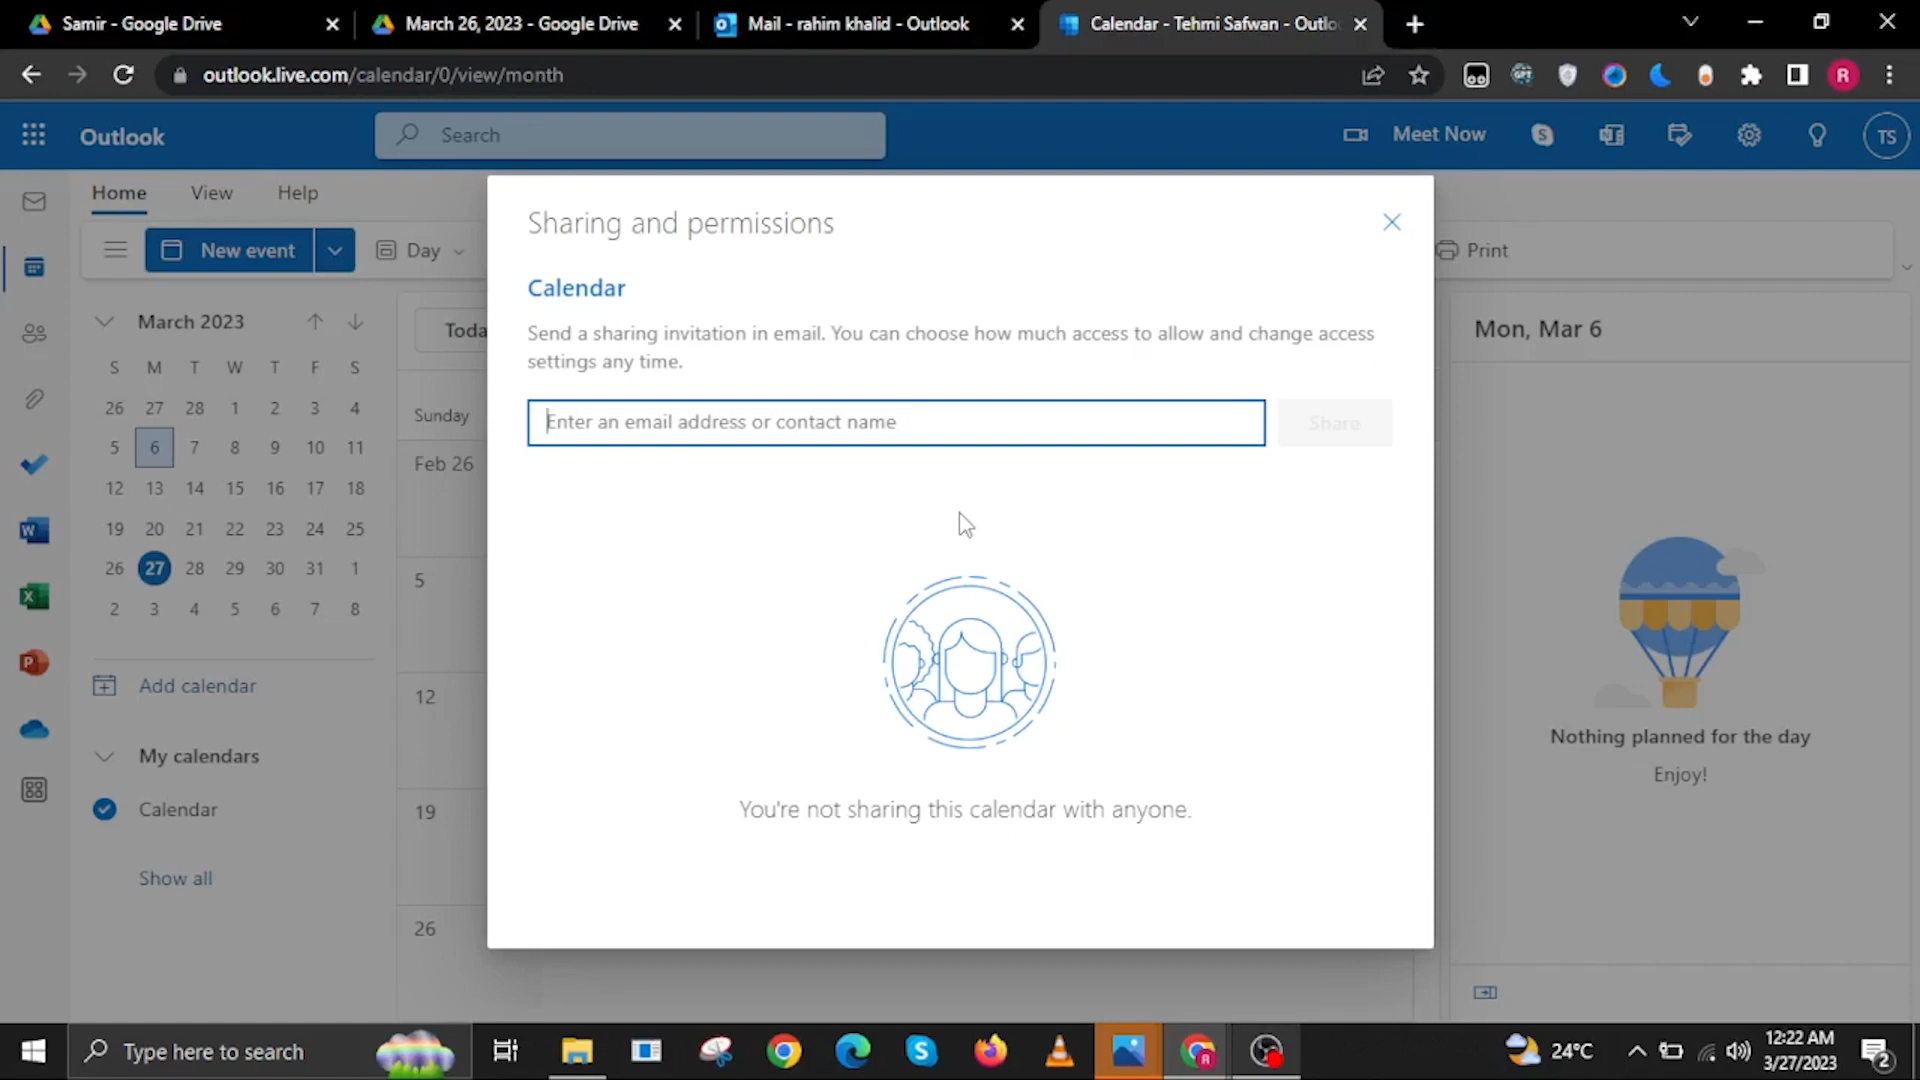 Samir - Google Drive
March 26, 2023 - Google Drive
Mail - rahim khalid - Outlook
Calendar - Tehmi Safwan - Outlo
outlook.live.com/calendar/0/view/month
R
Outlook
Search
Meet Now
TS
Home View Help
New event
Day
Print
Sharing and permissions
Calendar
Send a sharing invitation in email. You can choose how much access to allow and change access
settings any time.
Enter an email address or contact name
Share
You're not sharing this calendar with anyone.
March 2023
S M T W T F S
26 27 28 1 2 3 4
5 6 7 8 9 10 11
12 13 14 15 16 17 18
19 20 21 22 23 24 25
26 27 28 29 30 31 1
2 3 4 5 6 7 8
Add calendar
My calendars
Calendar
Show all
Toda
Sunday
Feb 26
5
12
19
26
Mon, Mar 6
Nothing planned for the day
Enjoy!
Type here to search
24°C
12:22 AM
3/27/2023
2